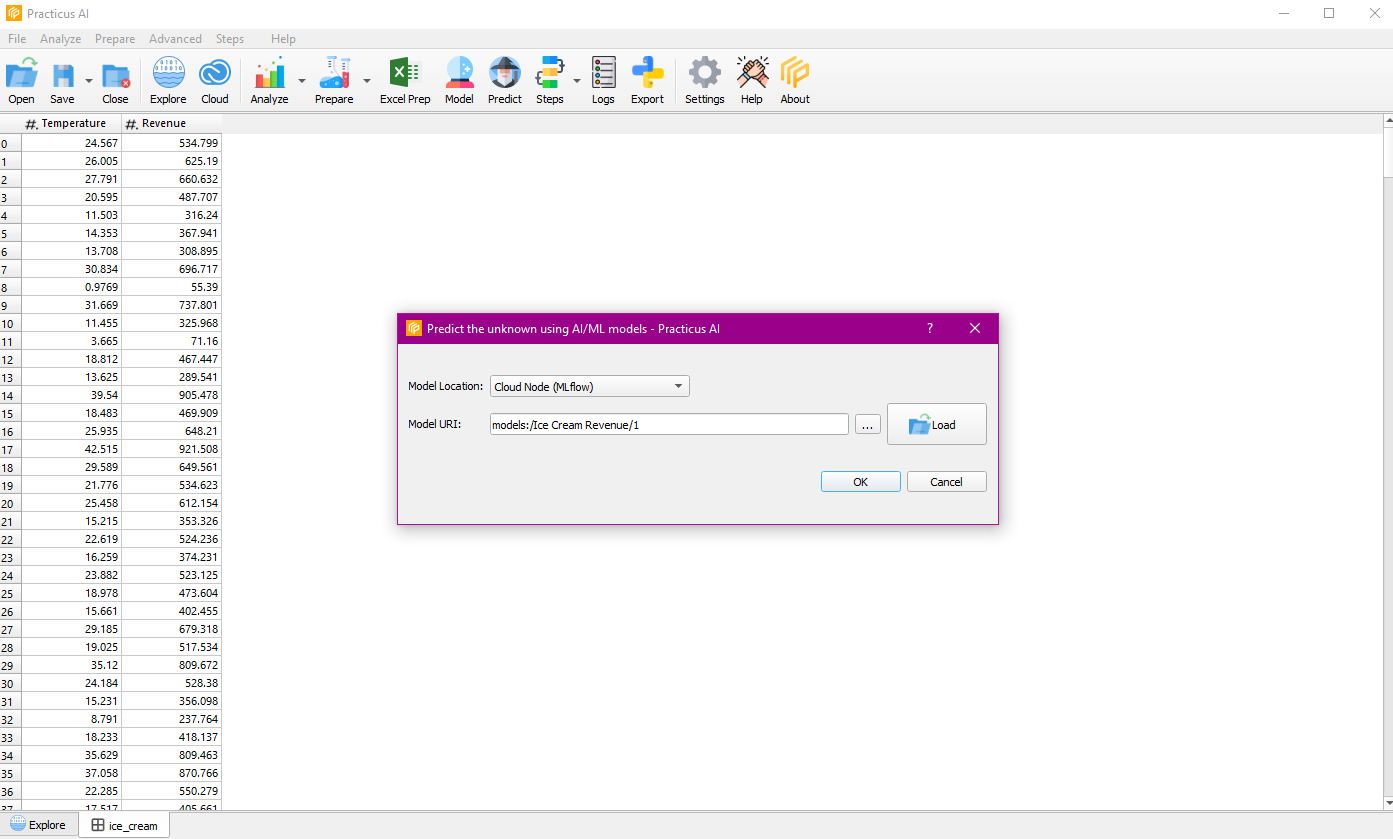 Practicus AI
File Analyze Prepare Advanced Steps Help
Open Save Close Explore Cloud Analyze Prepare Excel Prep Model Predict Steps Logs Export Settings Help About
#. Temperature #. Revenue
0 24.567 534.799
1 26.005 625.19
2 27.791 660.632
3 20.595 487.707
4 11.503 316.24
5 14.353 367.941
6 13.708 308.895
7 30.834 696.717
8 0.9769 55.39
9 31.669 737.801
10 11.455 325.968
11 3.665 71.16
12 18.812 467.447
13 13.625 289.541
14 39.54 905.478
15 18.483 469.909
16 25.935 648.21
17 42.515 921.508
18 29.589 649.561
19 21.776 534.623
20 25.458 612.154
21 15.215 353.326
22 22.619 524.236
23 16.259 374.231
24 23.882 523.125
25 18.978 473.604
26 15.661 402.455
27 29.185 679.318
28 19.025 517.534
29 35.12 809.672
30 24.184 528.38
31 15.231 356.098
32 8.791 237.764
33 18.233 418.137
34 35.629 809.463
35 37.058 870.766
36 22.285 550.279
37 17.517 405.661
Predict the unknown using AI/ML models - Practicus AI ?
Model Location: Cloud Node (MLflow)
Model URI: models:/Ice Cream Revenue/1 ... Load
OK Cancel
Explore ice_cream